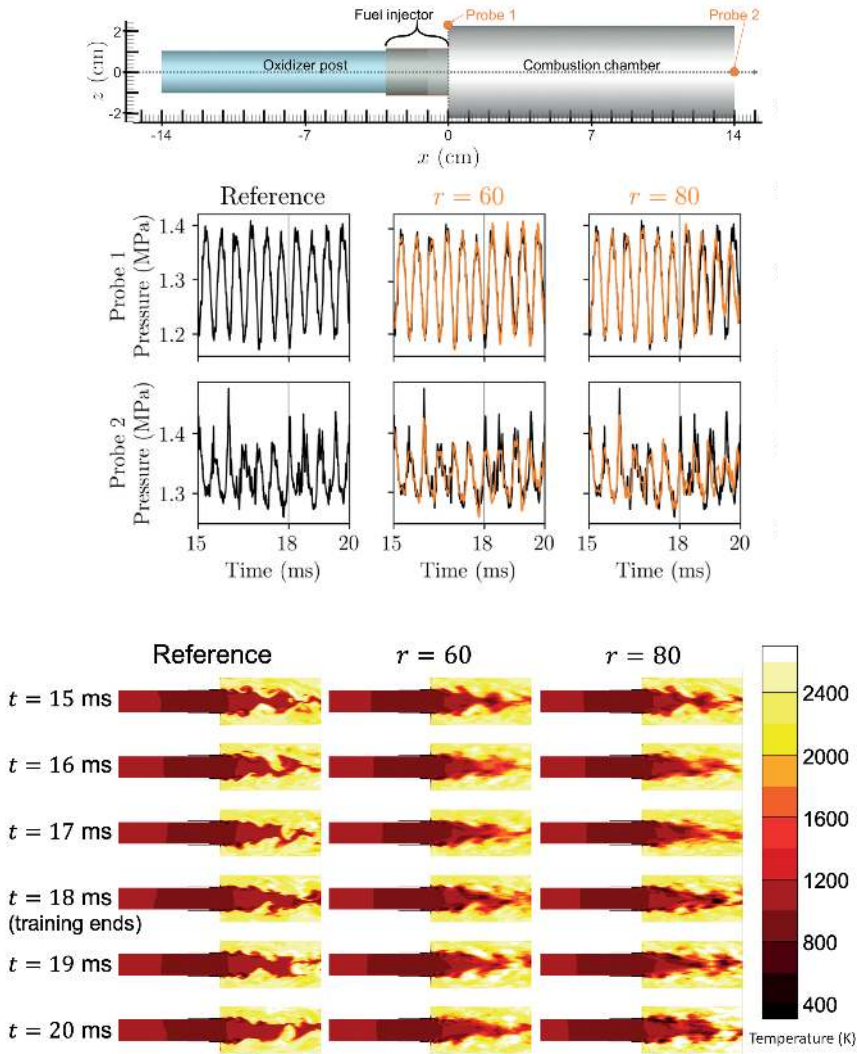 Fuel injector
Probe 1
Probe 2
2
z (cm)
0
-2
Oxidizer post
Combustion chamber
-14
-7
0
7
14
x (cm)
Reference
r = 60
r = 80
Probe 1
Pressure (MPa)
1.4
1.3
1.2
Probe 2
Pressure (MPa)
1.4
1.3
15 18 20
15 18 20
15 18 20
Time (ms)
Time (ms)
Time (ms)
Reference
r = 60
r = 80
t = 15 ms
t = 16 ms
t = 17 ms
t = 18 ms
(training ends)
t = 19 ms
t = 20 ms
2400
2000
1600
1200
800
400
Temperature (K)